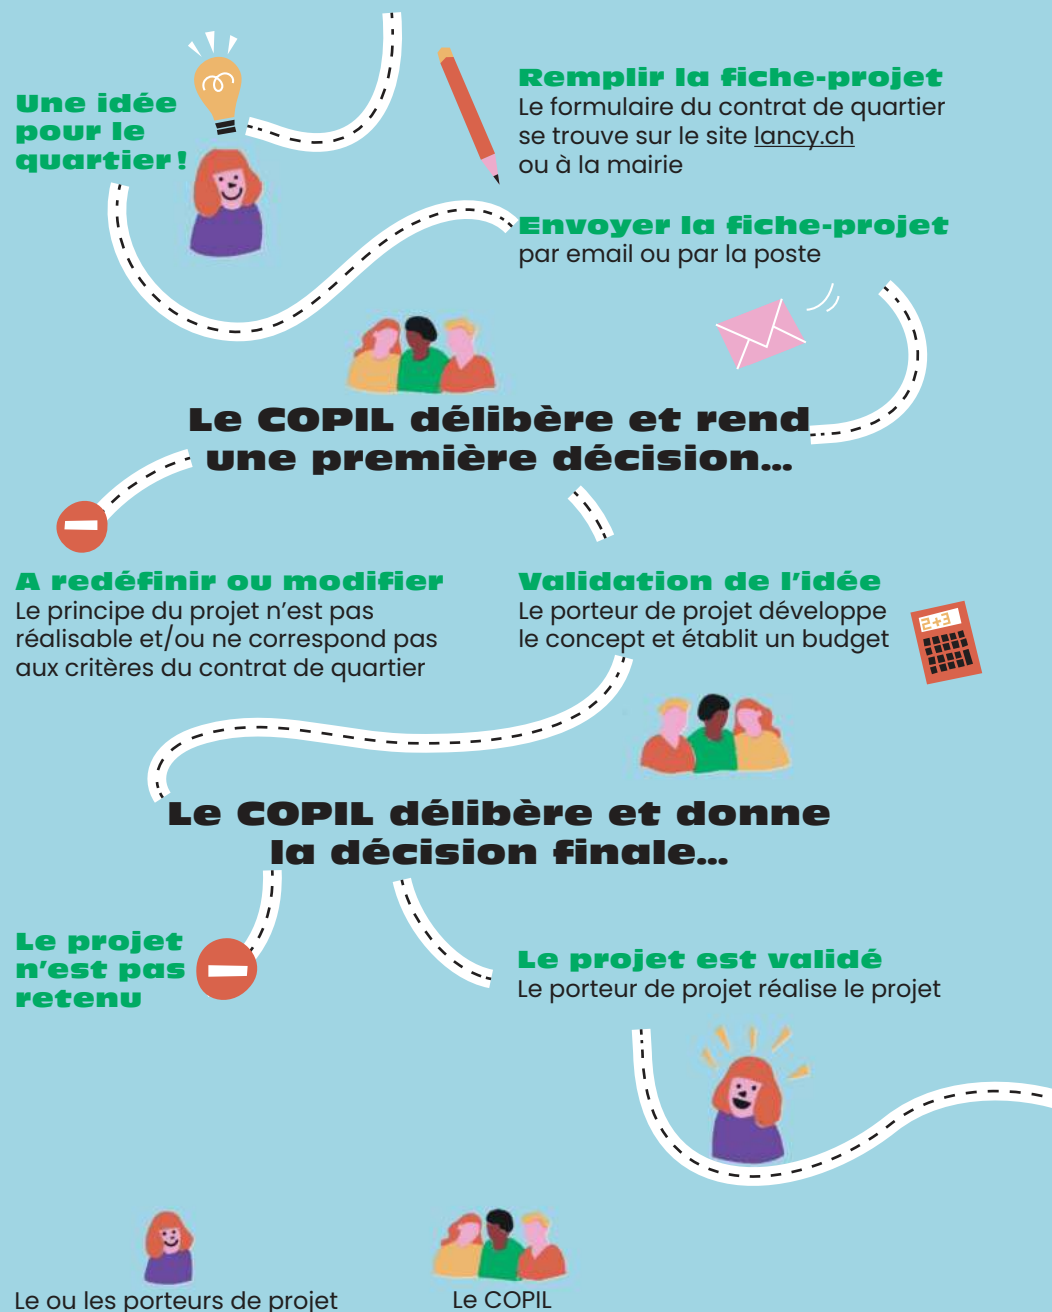 Une idée
pour le
quartier !
Remplir la fiche-projet
Le formulaire du contrat de quartier
se trouve sur le site lancy.ch
ou à la mairie
Envoyer la fiche-projet
par email ou par la poste
Le COPIL délibère et rend
une première décision...
A redéfinir ou modifier
Le principe du projet n’est pas
réalisable et/ou ne correspond pas
aux critères du contrat de quartier
Validation de l’idée
Le porteur de projet développe
le concept et établit un budget
2+3
Le COPIL délibère et donne
la décision finale...
Le projet
n’est pas
retenu
Le projet est validé
Le porteur de projet réalise le projet
Le ou les porteurs de projet
Le COPIL